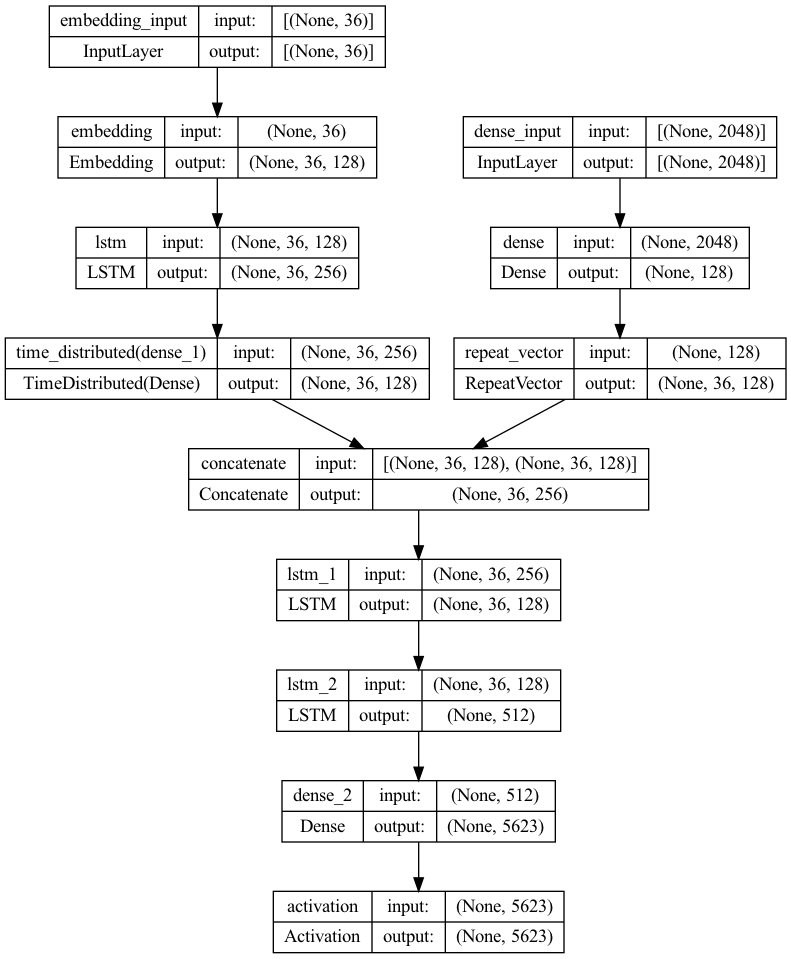 embedding_input input: [(None, 36)]
InputLayer output: [(None, 36)]
embedding input: (None, 36)
Embedding output: (None, 36, 128)
dense_input input: [(None, 2048)]
InputLayer output: [(None, 2048)]
lstm input: (None, 36, 128)
LSTM output: (None, 36, 256)
dense input: (None, 2048)
Dense output: (None, 128)
time_distributed(dense_1) input: (None, 36, 256)
TimeDistributed(Dense) output: (None, 36, 128)
repeat_vector input: (None, 128)
RepeatVector output: (None, 36, 128)
concatenate input: [(None, 36, 128), (None, 36, 128)]
Concatenate output: (None, 36, 256)
lstm_1 input: (None, 36, 256)
LSTM output: (None, 36, 128)
lstm_2 input: (None, 36, 128)
LSTM output: (None, 512)
dense_2 input: (None, 512)
Dense output: (None, 5623)
activation input: (None, 5623)
Activation output: (None, 5623)